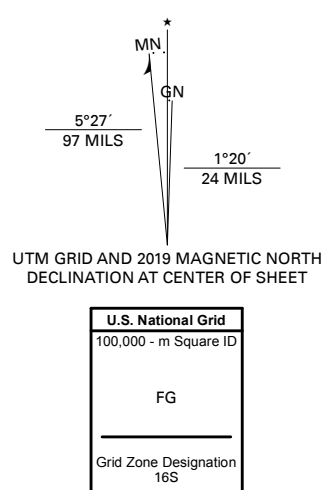 ★
MN
GN
5°27´
97 MILS
1°20´
24 MILS
UTM GRID AND 2019 MAGNETIC NORTH
DECLINATION AT CENTER OF SHEET
U.S. National Grid
100,000 - m Square ID
FG
Grid Zone Designation
16S